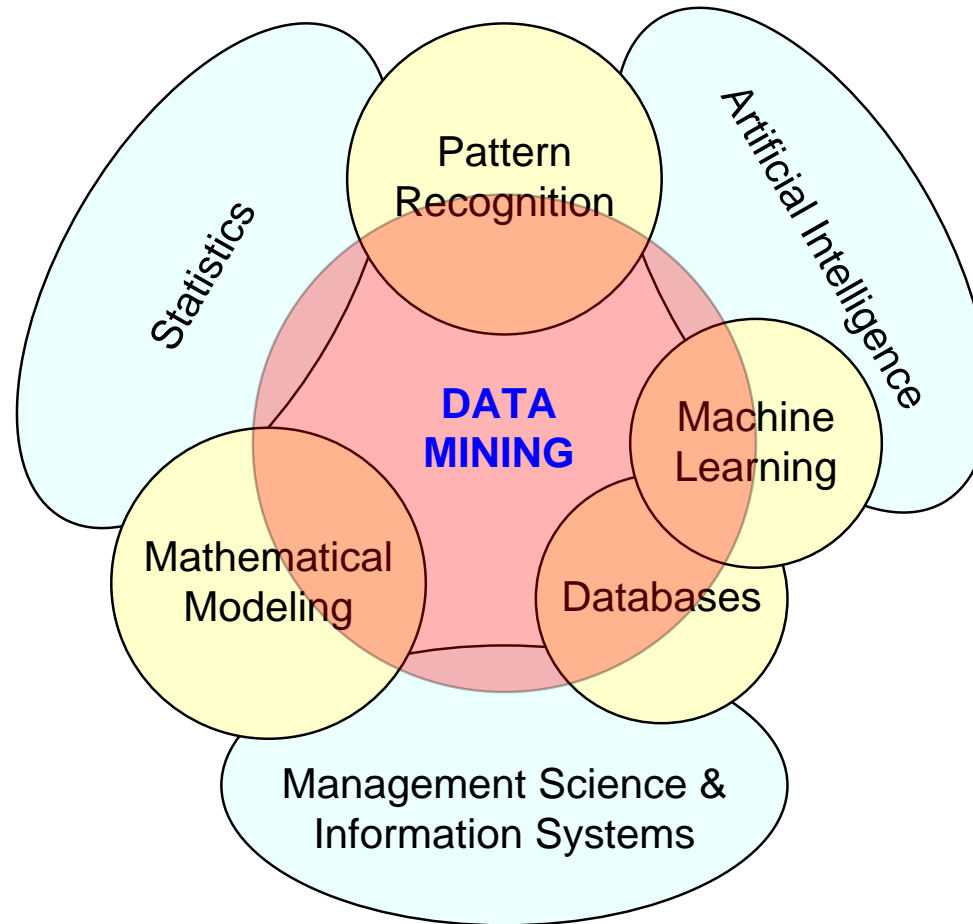 Pattern
Recognition
Statistics
Artificial Intelligence
DATA
MINING
Machine
Learning
Mathematical
Modeling
Databases
Management Science &
Information Systems